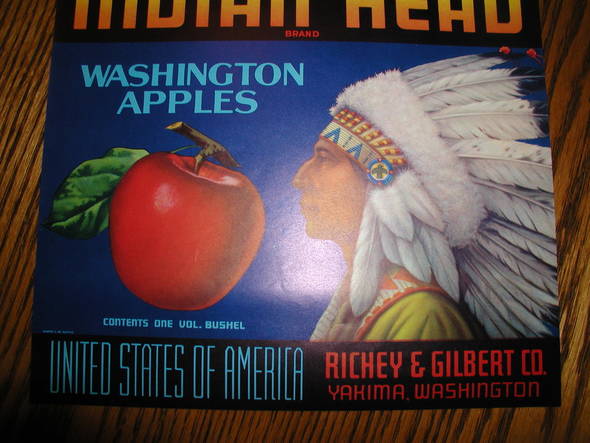 INDIAN HEAD
BRAND
WASHINGTON
APPLES
CONTENTS ONE VOL. BUSHEL
UNITED STATES OF AMERICA
RICHEY & GILBERT CO.
YAKIMA, WASHINGTON